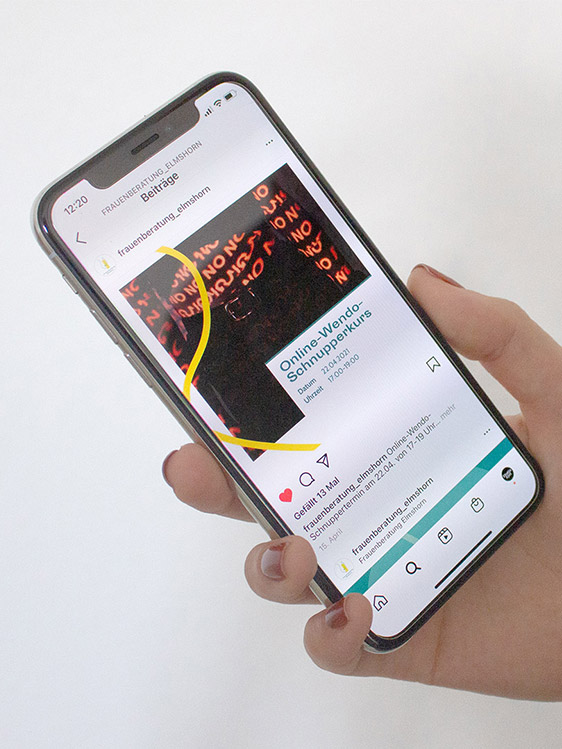 12:20
FRAUENBERATUNG_ELMSHORN
Beiträge
frauenberatung_elmshorn
NO NO NO
NO
NO
Online-Wendo-
Schnupperkurs
Datum 22.04.2021
Uhrzeit 17:00-19:00
Gefällt 13 Mal
frauenberatung_elmshorn Online-Wendo-
Schnuppertermin am 22.04. von 17-19 Uhr... mehr
15. April
frauenberatung_elmshorn
Frauenberatung Elmshorn